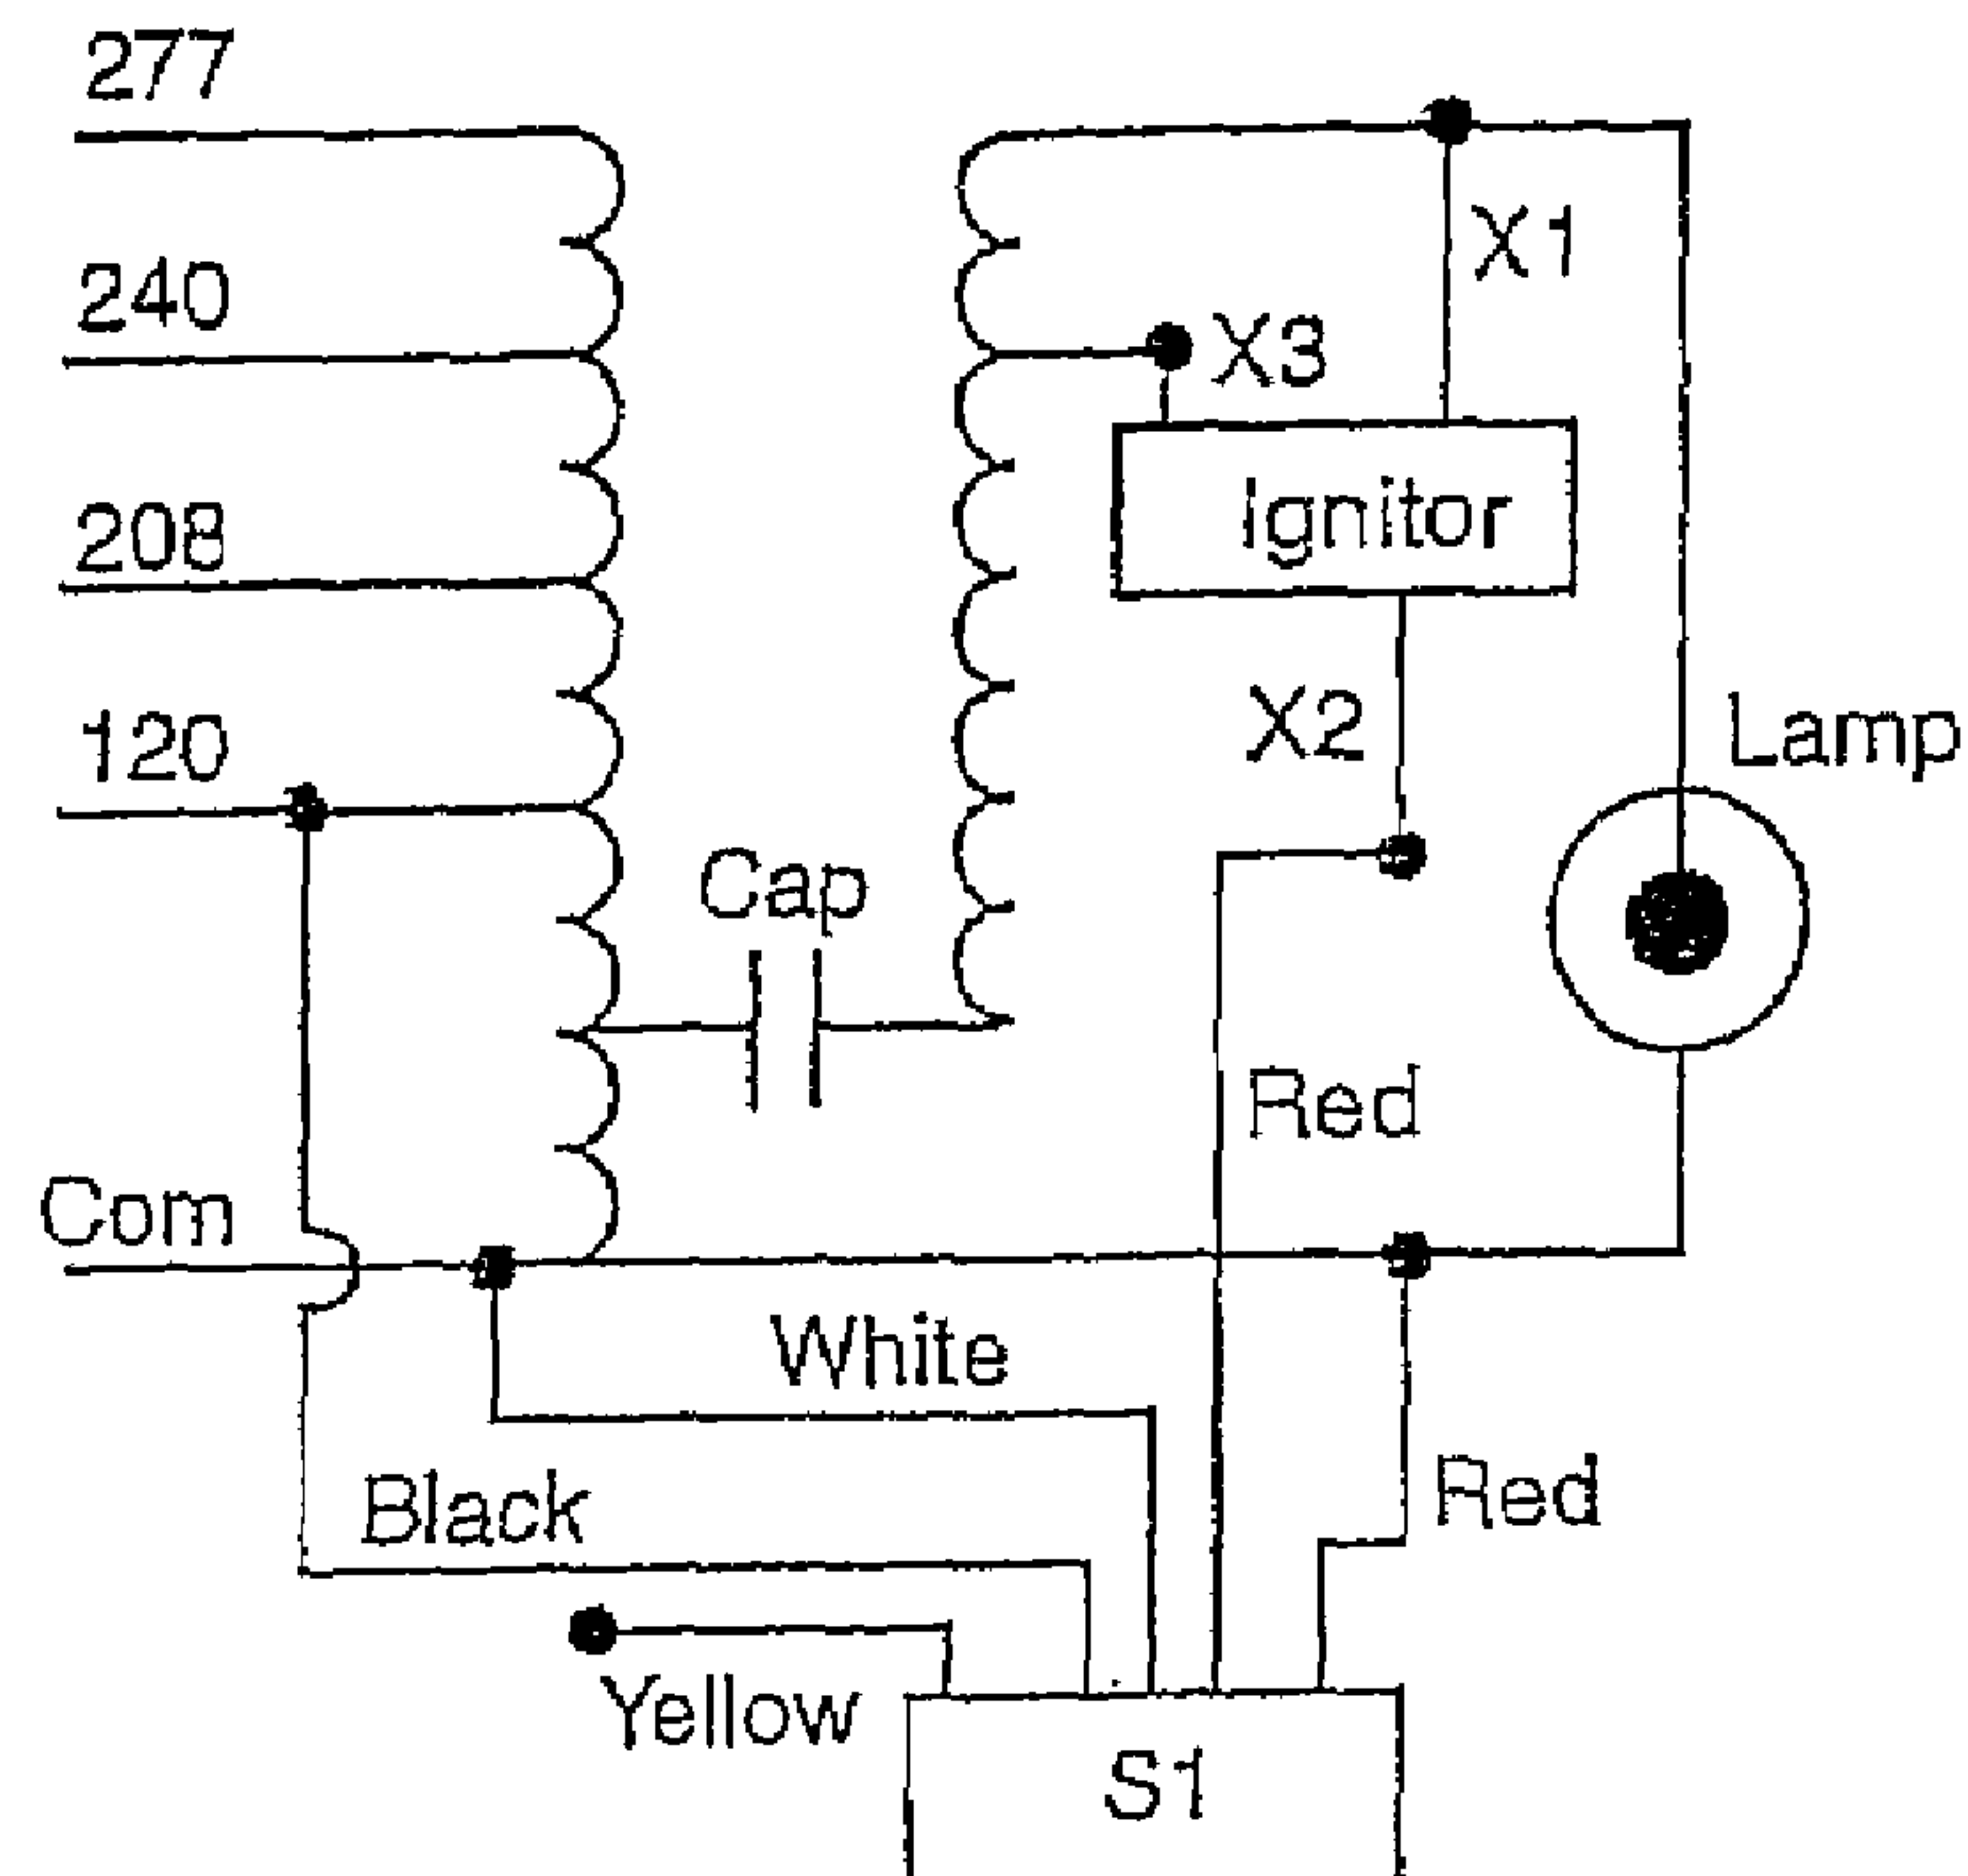 277
240
208
120
Com
Cap
X1
X3
Ignitor
X2
Lamp
Red
White
Black
Red
Yellow
S1